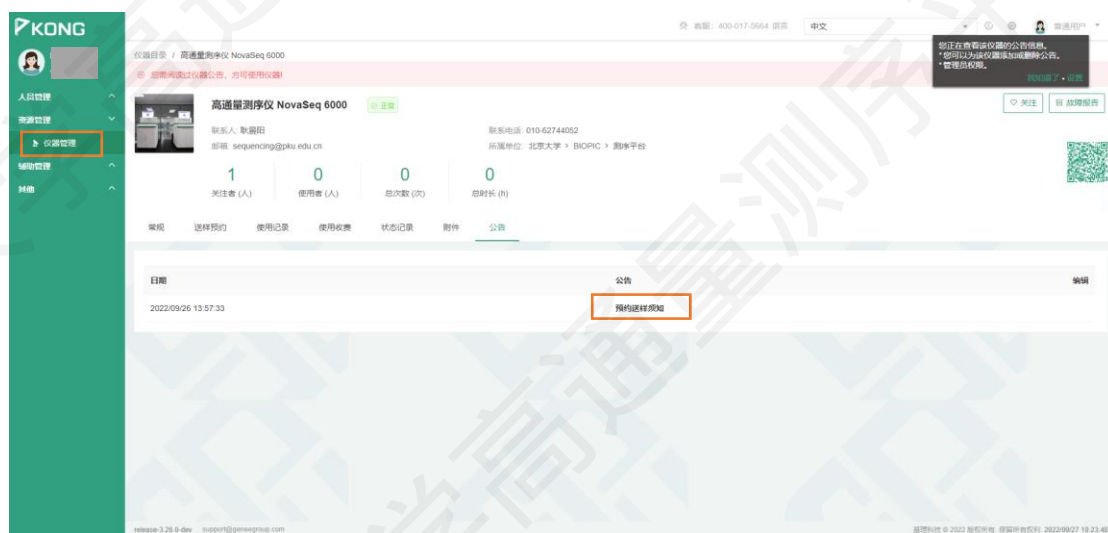 PKONG
客服: 400-017-5664 语言 中文 普通用户
仪器目录 / 高通量测序仪 NovaSeq 6000
您需阅读过仪器公告, 方可使用仪器!
您正在查看该仪器的公告信息。
*您可以为该仪器添加或删除公告。
*管理员权限。
我知道了 · 设置
人员管理
资源管理
仪器管理
辅助管理
其他
高通量测序仪 NovaSeq 6000 正常
关注 故障报告
联系人: 联系电话: 010-62744052
邮箱: sequencing@pku.edu.cn 所属单位: 北京大学 > BIOPIC > 测序平台
1 0 0 0
关注者 (人) 使用者 (人) 总次数 (次) 总时长 (h)
常规 送样预约 使用记录 使用收费 状态记录 附件 公告
日期 公告 编辑
2022/09/26 13:57:33 预约送样须知
release-3.26.0-dev support@geneegroup.com 基理科技 © 2022 版权所有 保留所有权利 2022/09/27 10:23:48
学高通量测序